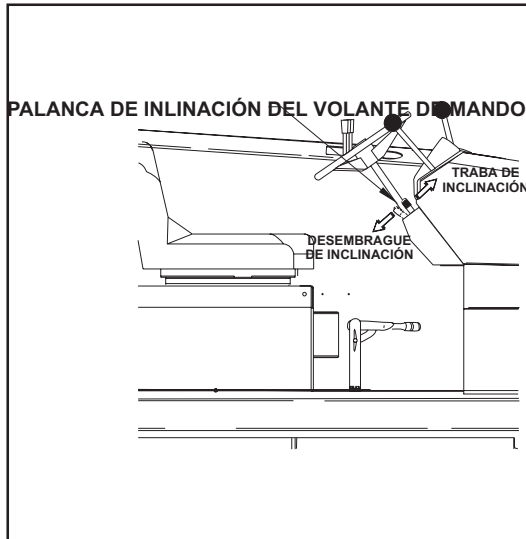 PALANCA DE INLINACIÓN DEL VOLANTE DE MANDO
TRABA DE
INCLINACIÓN
DESEMBRAGUE
DE INCLINACIÓN